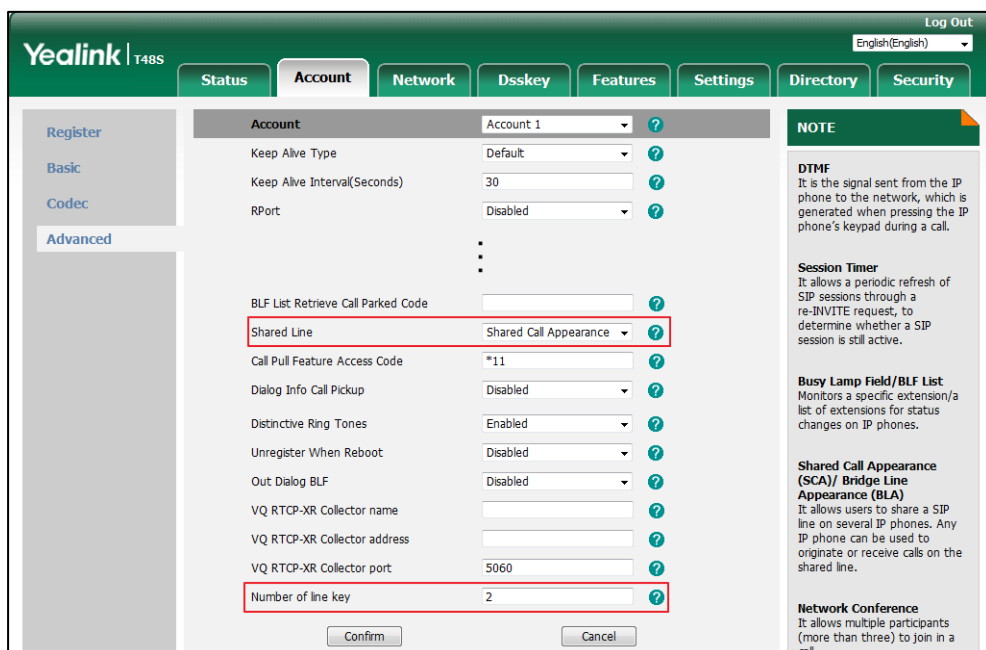 Log Out
Yealink | T48S
English(English)
Status Account Network Dsskey Features Settings Directory Security
Register
Basic
Codec
Advanced
Account Account 1 ?
Keep Alive Type Default ?
Keep Alive Interval(Seconds) 30 ?
RPort Disabled ?
BLF List Retrieve Call Parked Code ?
Shared Line Shared Call Appearance ?
Call Pull Feature Access Code *11 ?
Dialog Info Call Pickup Disabled ?
Distinctive Ring Tones Enabled ?
Unregister When Reboot Disabled ?
Out Dialog BLF Disabled ?
VQ RTCP-XR Collector name ?
VQ RTCP-XR Collector address ?
VQ RTCP-XR Collector port 5060 ?
Number of line key 2 ?
Confirm Cancel
NOTE
DTMF
It is the signal sent from the IP
phone to the network, which is
generated when pressing the IP
phone's keypad during a call.
Session Timer
It allows a periodic refresh of
SIP sessions through a
re-INVITE request, to
determine whether a SIP
session is still active.
Busy Lamp Field/BLF List
Monitors a specific extension/a
list of extensions for status
changes on IP phones.
Shared Call Appearance
(SCA)/ Bridge Line
Appearance (BLA)
It allows users to share a SIP
line on several IP phones. Any
IP phone can be used to
originate or receive calls on the
shared line.
Network Conference
It allows multiple participants
(more than three) to join in a